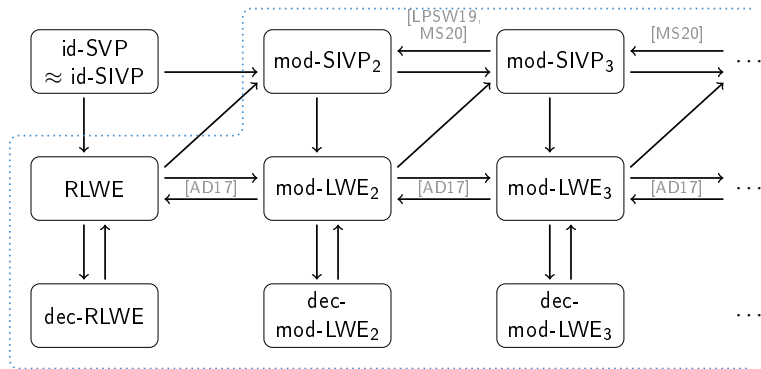 [LPSW19,
MS20]
[MS20]
id-SVP
≈ id-SIVP
mod-SIVP₂
mod-SIVP₃
...
RLWE
[AD17]
mod-LWE₂
[AD17]
mod-LWE₃
[AD17]
...
dec-RLWE
dec-
mod-LWE₂
dec-
mod-LWE₃
...